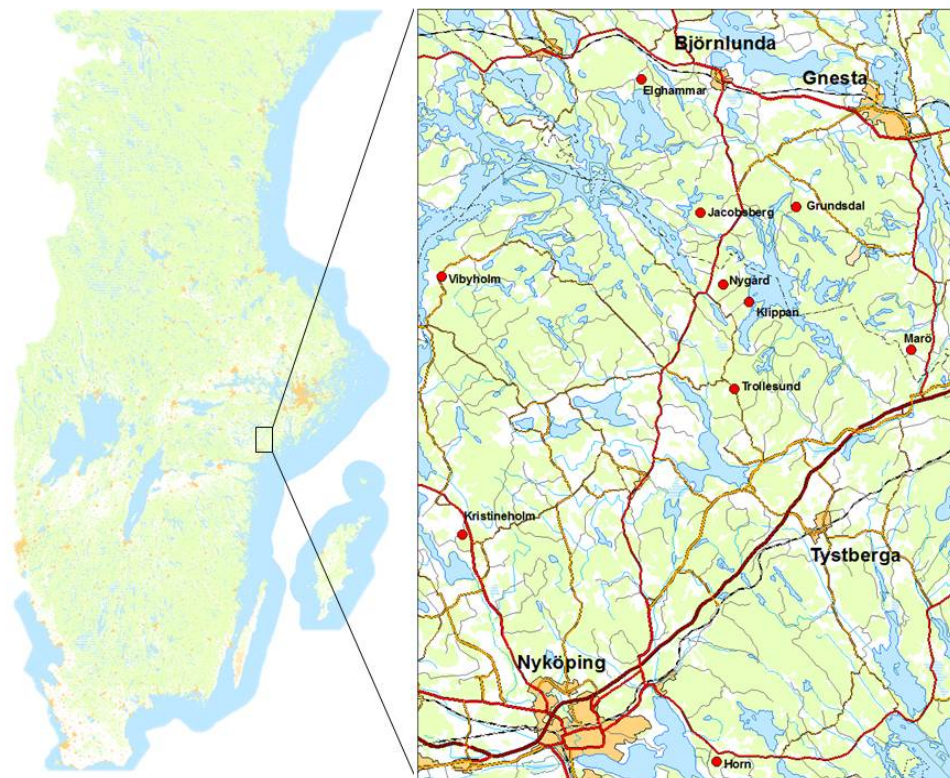 Björnlunda
Gnesta
Elghammar
Jacobsberg
Grundsdal
Vibyholm
Nygård
Klippan
Marö
Trollesund
Kristineholm
Tystberga
Nyköping
Horn